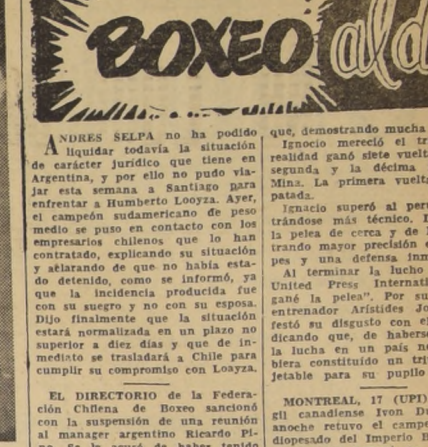 BOXEO al d
ANDRES SELPA no ha podido
liquidar todavía la situación
de carácter jurídico que tiene en
Argentina, y por ello no pudo via-
jar esta semana a Santiago para
enfrentar a Humberto Looyza. Ayer,
el campeón sudamericano de peso
medio se puso en contacto con los
empresarios chilenos que lo han
contratado, explicando su situación
y aclarando de que no había esta-
do detenido, como se informó, ya
que la incidencia producida fue
con su suegro y no con su esposa.
Dijo finalmente que la situación
estará normalizada en un plazo no
superior a diez días y que de in-
mediato se trasladará a Chile para
cumplir su compromiso con Loayza.
EL DIRECTORIO de la Federa-
ción Chilena de Boxeo sancionó
con la suspensión de una reunión
al manager argentino Ricardo Pi-
que, demostrando mucha
Ignocio mereció el tr
realidad ganó siete vuelt
segunda y la décima
Mina. La primera vuelt
patada.
Ignacio superó al per
trándose más técnico. I
la pelea de cerca y de
trando mayor precisión e
pes y una defensa inm
Al terminar la lucho
United Press Internati
gané la pelea". Por su
entrenador Arístides Jo
festó su disgusto con e
dicando que, de haberse
la lucha en un país n
biera constituído un tri
jetable para su pupilo
MONTREAL, 17 (UPI)
gil canadiense Ivon Du
anoche retuvo el campe
diopesado del Imperio